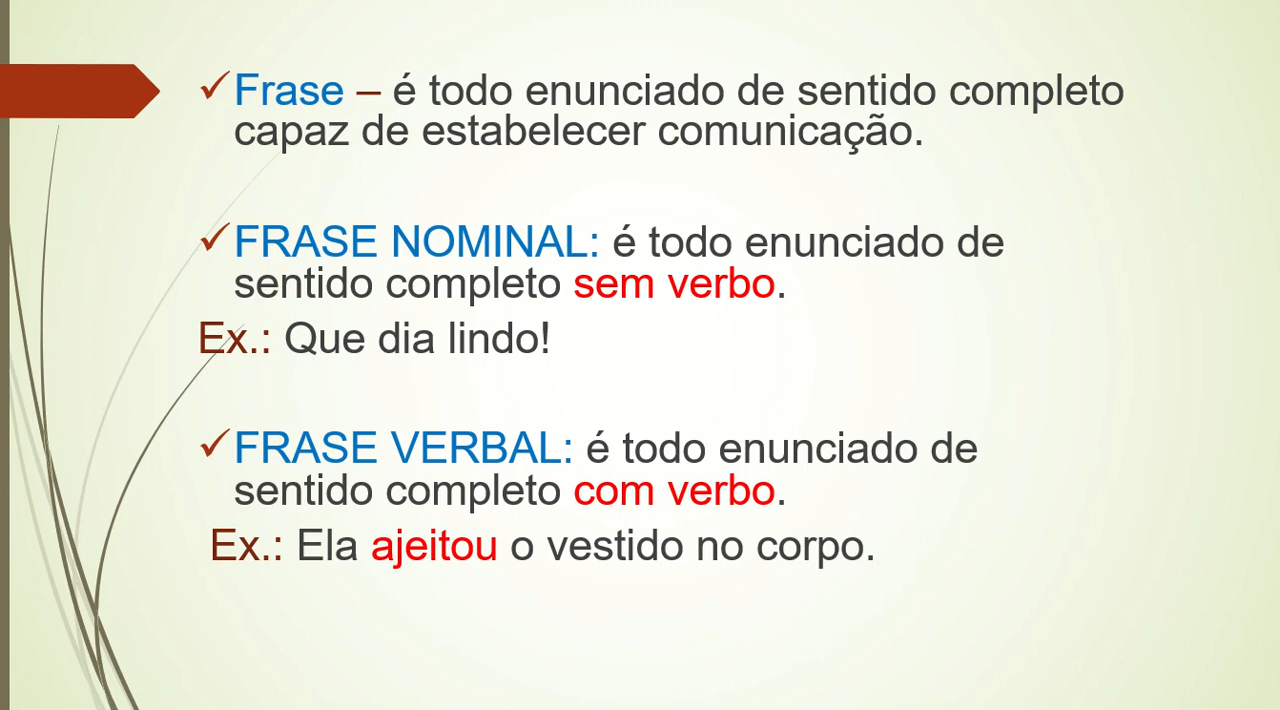 ✓Frase – é todo enunciado de sentido completo
capaz de estabelecer comunicação.
✓FRASE NOMINAL: é todo enunciado de
sentido completo sem verbo.
Ex.: Que dia lindo!
✓FRASE VERBAL: é todo enunciado de
sentido completo com verbo.
Ex.: Ela ajeitou o vestido no corpo.